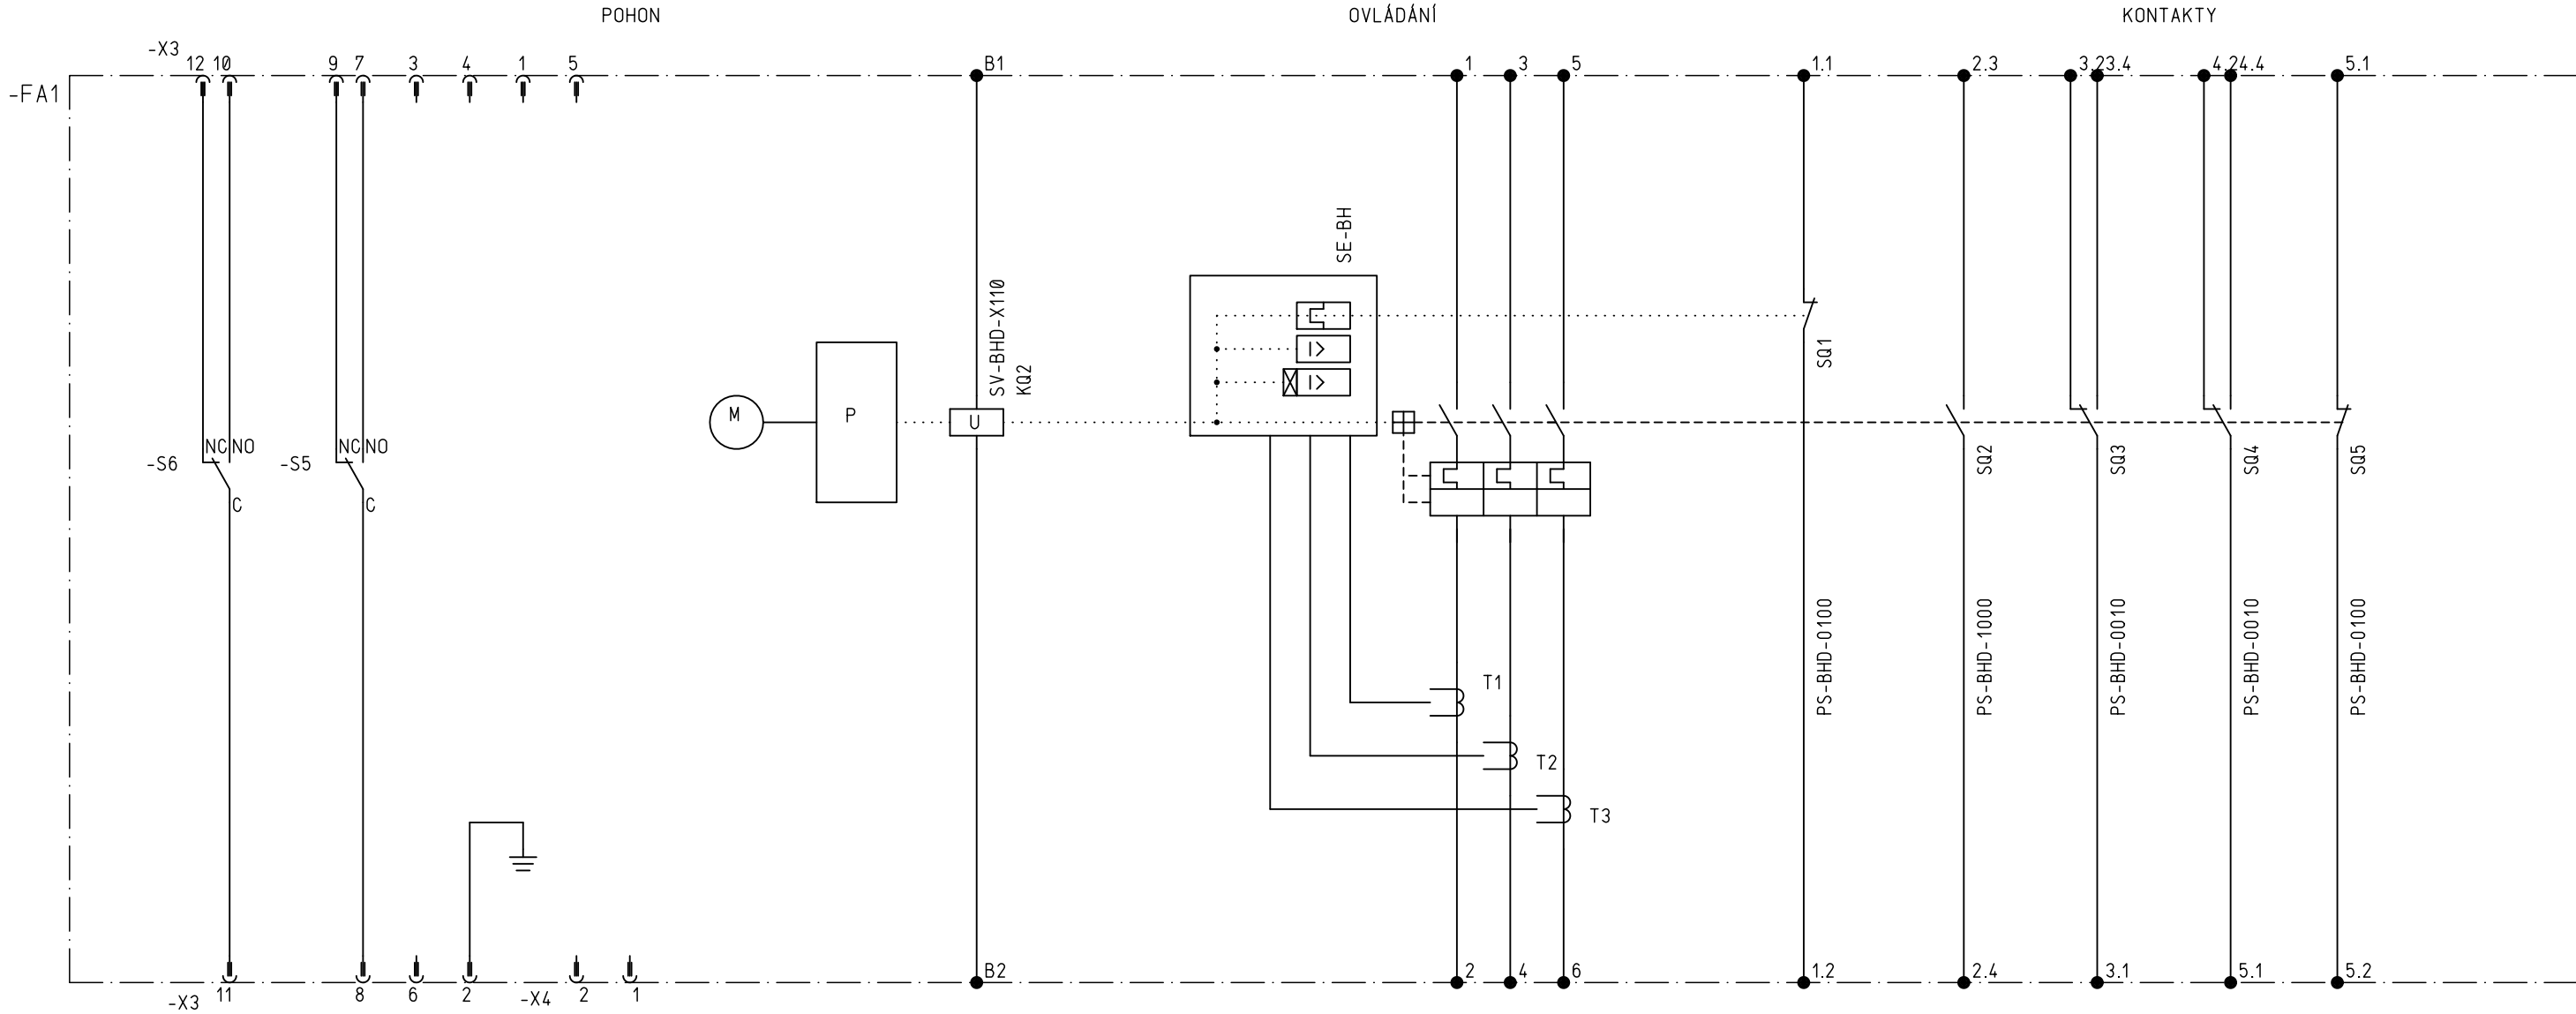 POHON OVLÁDÁNÍ KONTAKTY
-X3
12 10 9 7 3 4 1 5 B1 1 3 5 1.1 2.3 3.2 3.4 4.2 4.4 5.1
-FA1
SE-BH
SV-BHD-X110
KQ2
SQ1
I>
I>
M P U
NC NO NC NO
-S6 -S5 SQ2 SQ3 SQ4 SQ5
C C
PS-BHD-0100 PS-BHD-1000 PS-BHD-0010 PS-BHD-0010 PS-BHD-0100
T1
T2
T3
B2 2 4 6 1.2 2.4 3.1 5.1 5.2
-X3 11 8 6 2 -X4 2 1